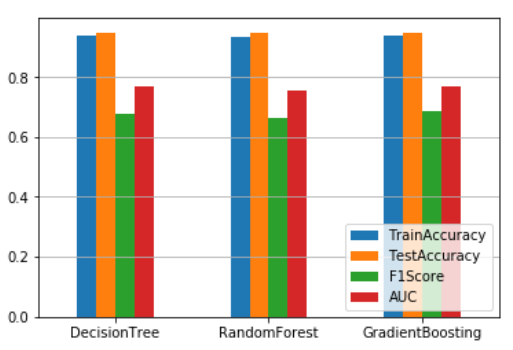 0.8
0.6
0.4
0.2
0.0
TrainAccuracy
TestAccuracy
F1Score
AUC
DecisionTree RandomForest GradientBoosting